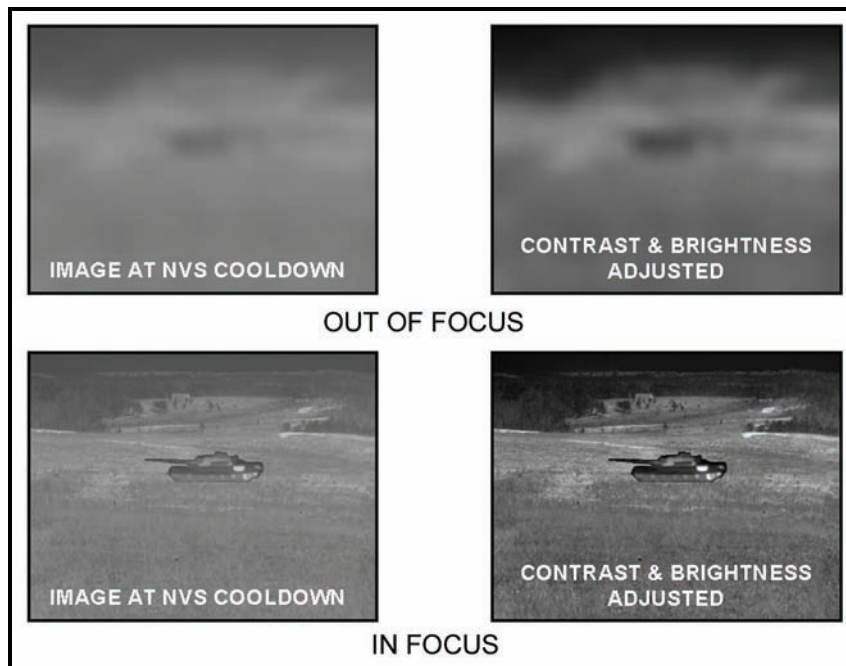 IMAGE AT NVS COOLDOWN
CONTRAST & BRIGHTNESS
ADJUSTED
OUT OF FOCUS
IMAGE AT NVS COOLDOWN
CONTRAST & BRIGHTNESS
ADJUSTED
IN FOCUS